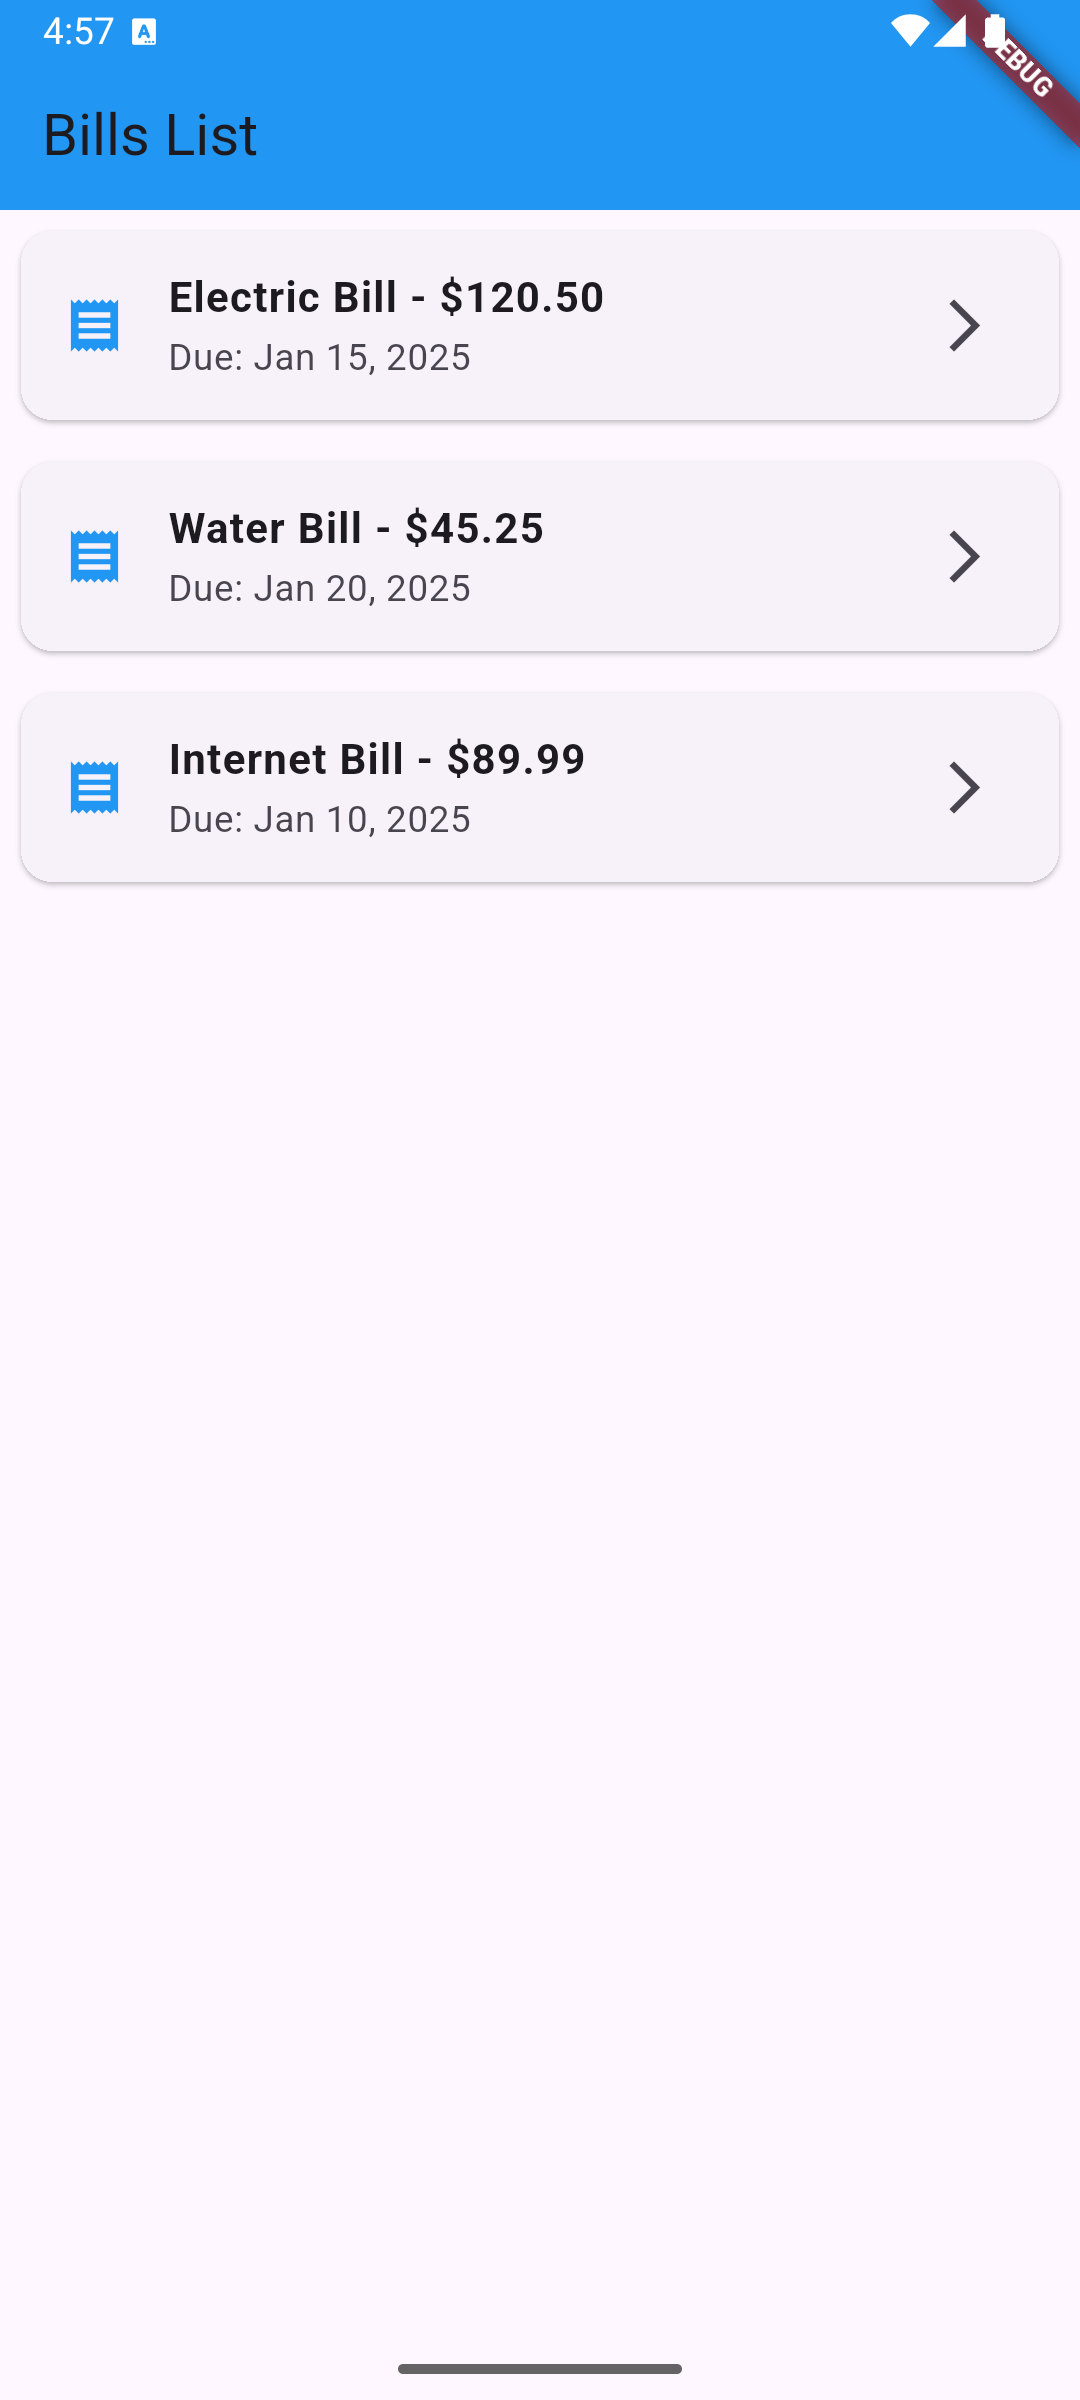 4:57
Bills List
Electric Bill - $120.50
Due: Jan 15, 2025
Water Bill - $45.25
Due: Jan 20, 2025
Internet Bill - $89.99
Due: Jan 10, 2025